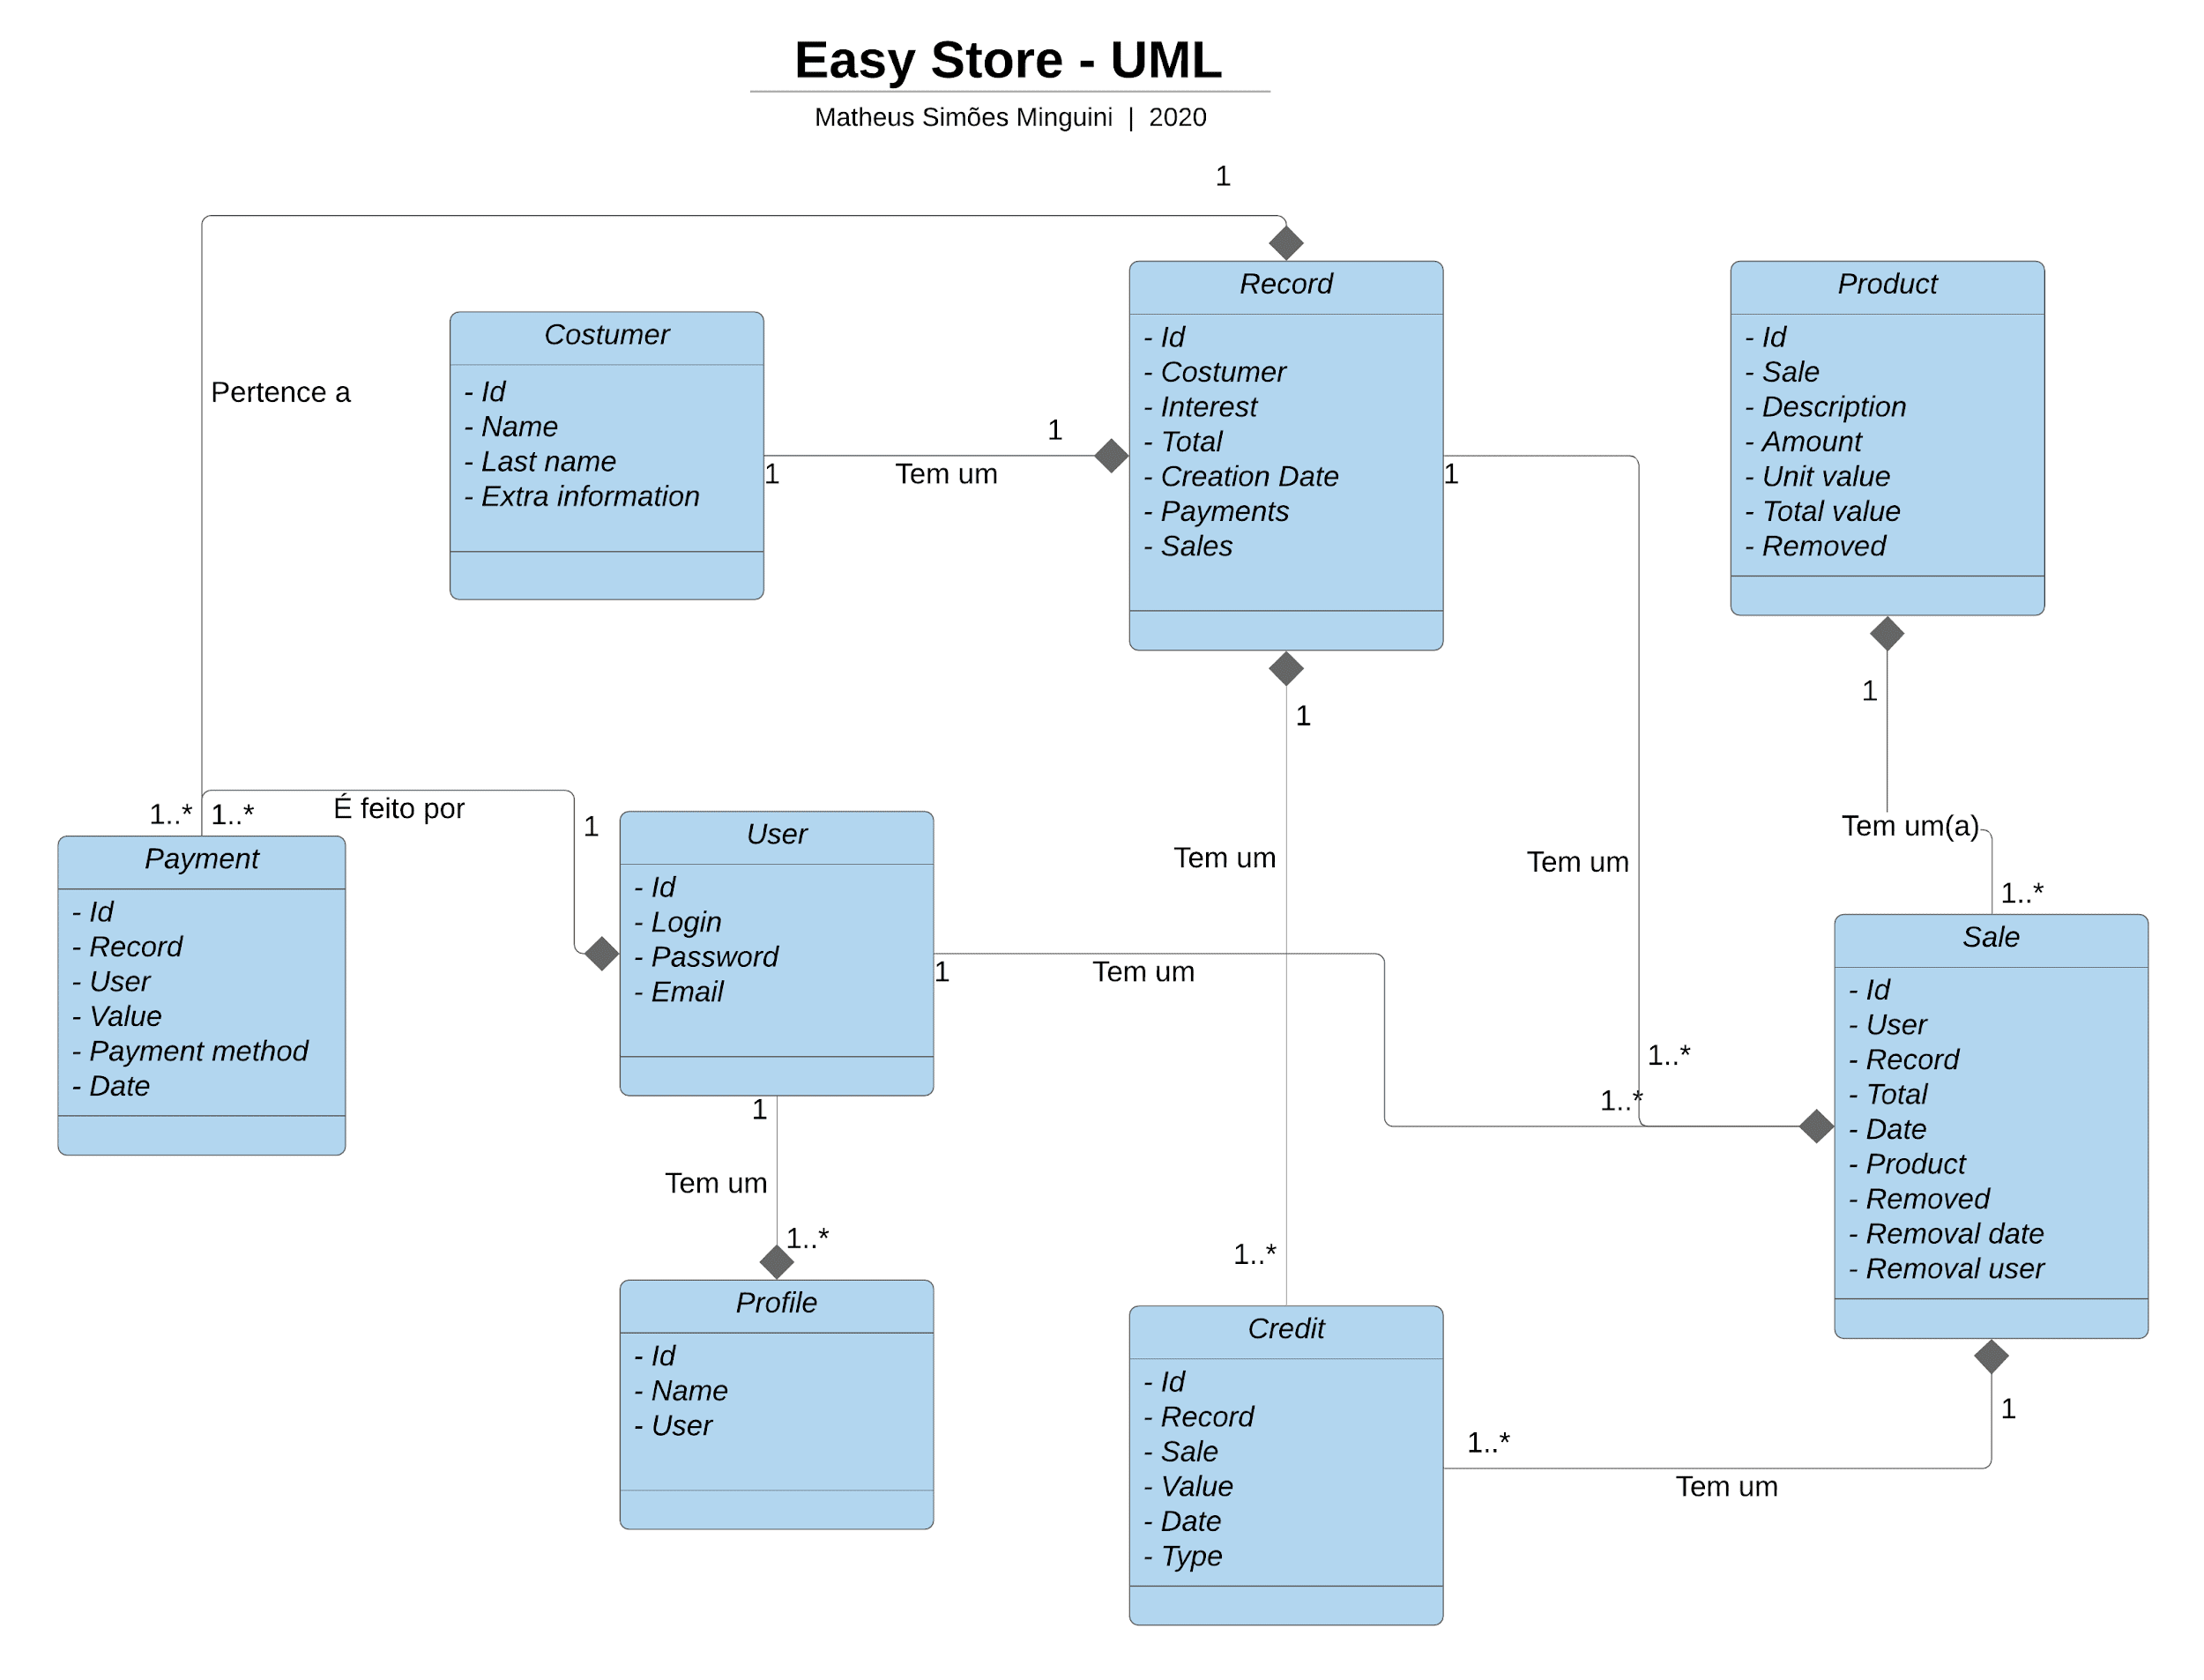 Easy Store - UML
Matheus Simões Minguini | 2020
1
Pertence a
Costumer
- Id
- Name
- Last name
- Extra information
1
Tem um
1
Record
- Id
- Costumer
- Interest
- Total
- Creation Date
- Payments
- Sales
1
Product
- Id
- Sale
- Description
- Amount
- Unit value
- Total value
- Removed
1
Tem um(a)
1..*
1
Tem um
1..*
Tem um
1..*
1..*
1..*
É feito por
1
Payment
- Id
- Record
- User
- Value
- Payment method
- Date
User
- Id
- Login
- Password
- Email
1
Tem um
1..*
1
Tem um
1..*
Profile
- Id
- Name
- User
Credit
- Id
- Record
- Sale
- Value
- Date
- Type
1..*
Tem um
1
Sale
- Id
- User
- Record
- Total
- Date
- Product
- Removed
- Removal date
- Removal user